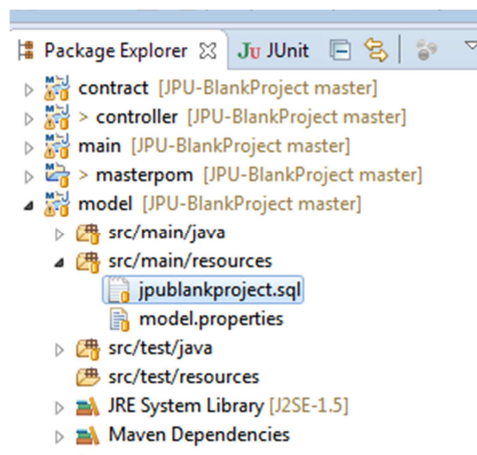 Package Explorer JU JUnit
contract [JPU-BlankProject master]
> controller [JPU-BlankProject master]
main [JPU-BlankProject master]
> masterpom [JPU-BlankProject master]
model [JPU-BlankProject master]
src/main/java
src/main/resources
jpublankproject.sql
model.properties
src/test/java
src/test/resources
JRE System Library [J2SE-1.5]
Maven Dependencies